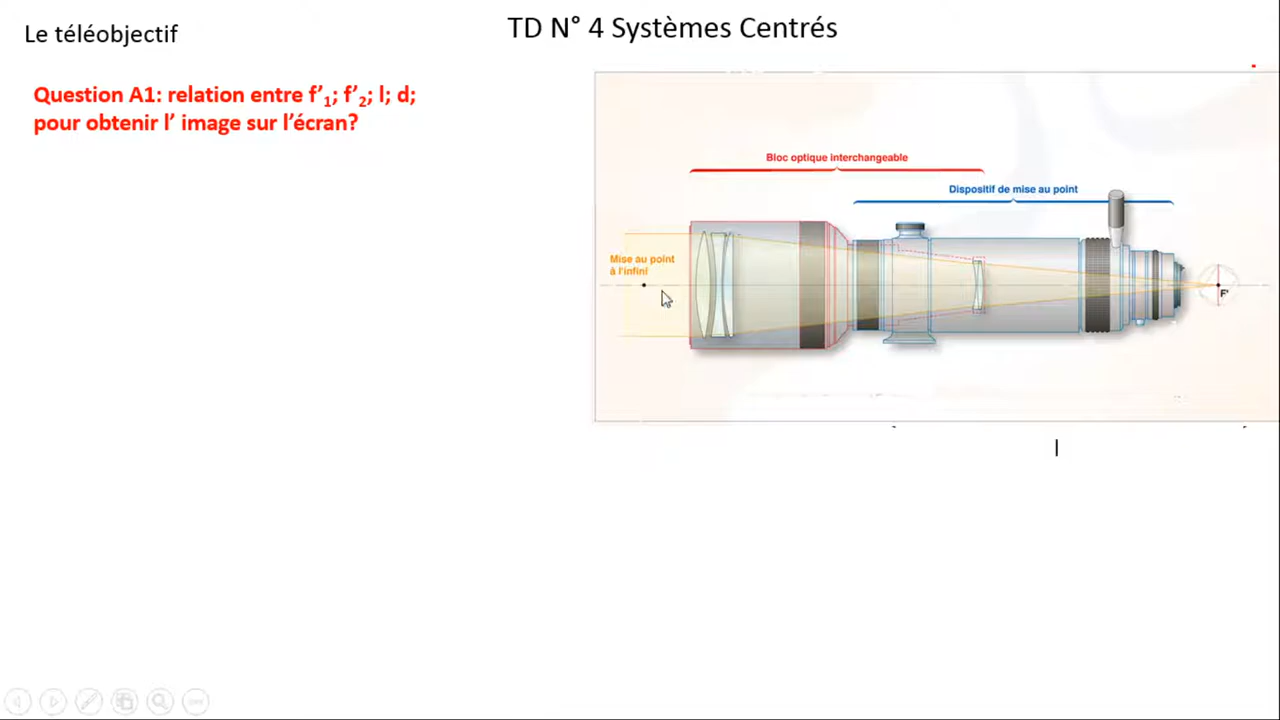 Le téléobjectif
TD N° 4 Systèmes Centrés
Question A1: relation entre f’1; f’2; l; d;
pour obtenir l’ image sur l’écran?
Bloc optique interchangeable
Dispositif de mise au point
Mise au point
à l'infini
F'
l